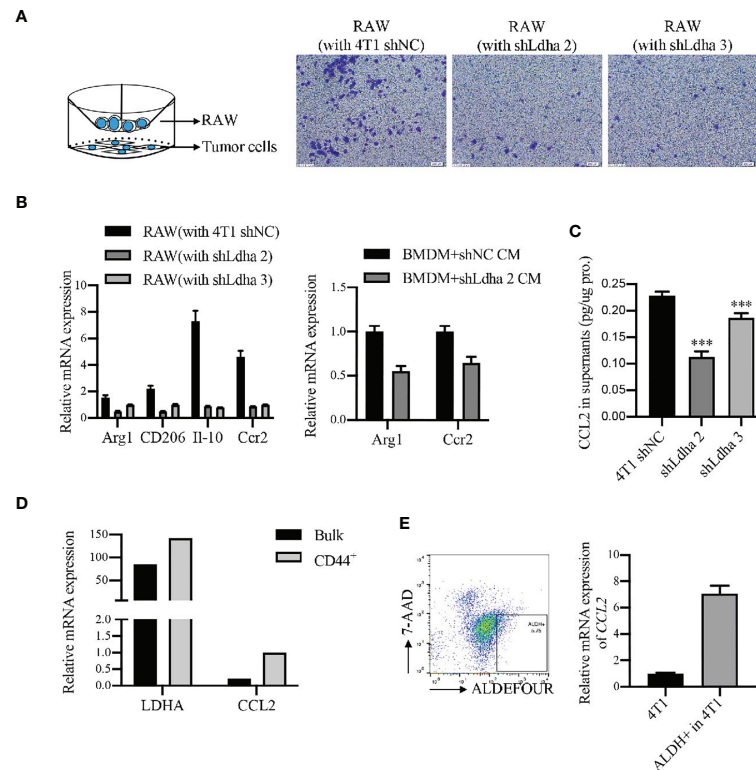 A
RAW
(with 4T1 shNC)
RAW
(with shLdha 2)
RAW
(with shLdha 3)
RAW
Tumor cells
B
RAW(with 4T1 shNC)
RAW(with shLdha 2)
RAW(with shLdha 3)
Relative mRNA expression
10
8
6
4
2
0
Arg1 CD206 Il-10 Ccr2
BMDM+shNC CM
BMDM+shLdha 2 CM
Relative mRNA expression
1.5
1.0
0.5
0.0
Arg1 Ccr2
C
CCL2 in supernants (pg/ug pro.)
0.25
0.20
0.15
0.10
0.05
0.00
***
***
4T1 shNC
shLdha 2
shLdha 3
D
Relative mRNA expression
150
100
50
2.0
1.5
1.0
0.5
0.0
LDHA CCL2
Bulk
CD44+
E
7-AAD
ALDH+
ALDEFOUR
Relative mRNA expression
of CCL2
10
8
6
4
2
0
4T1
ALDH+ in 4T1